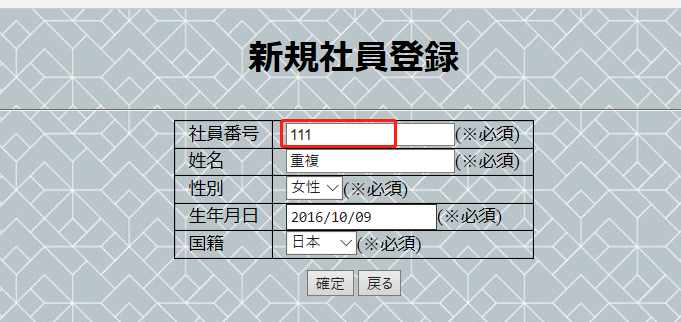 新規社員登録
社員番号 111 (※必須)
姓名 重複 (※必須)
性別 女性 (※必須)
生年月日 2016/10/09 (※必須)
国籍 日本 (※必須)
確定 戻る